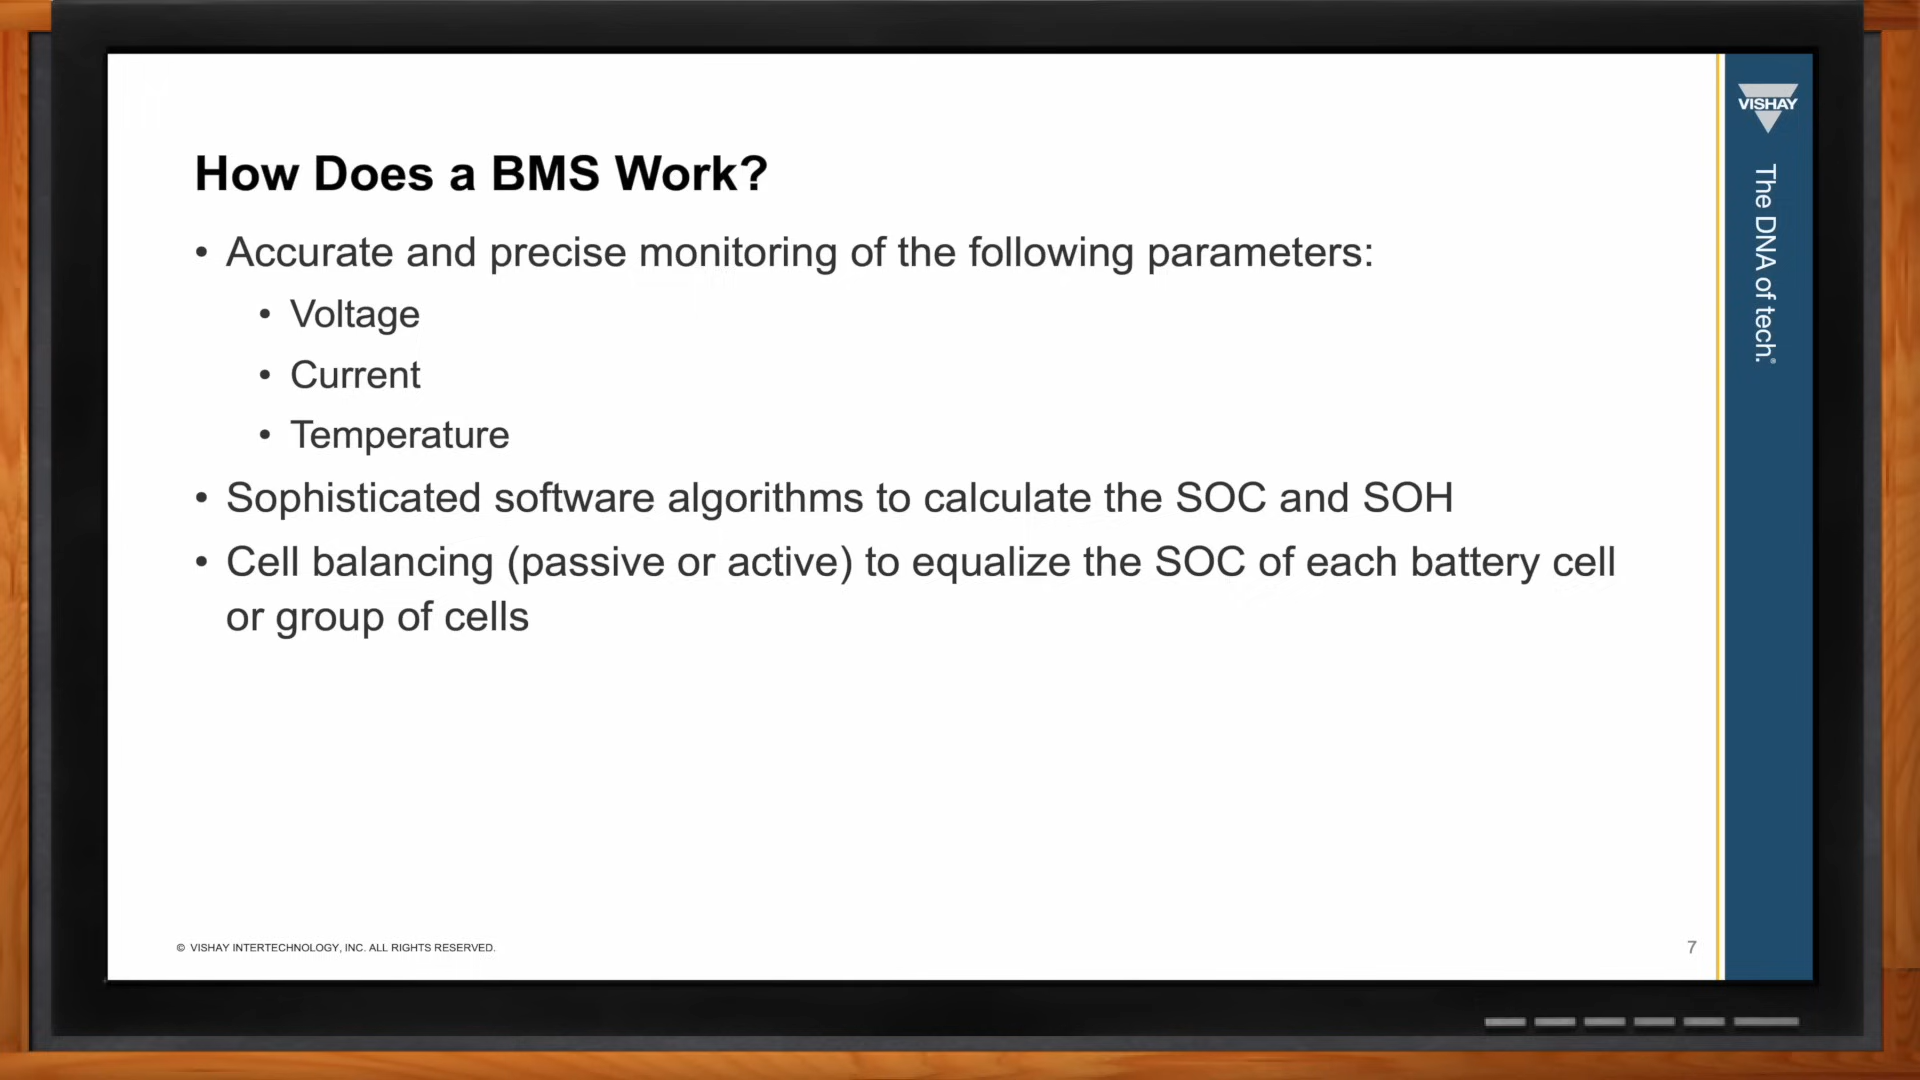 How Does a BMS Work?
• Accurate and precise monitoring of the following parameters:
• Voltage
• Current
• Temperature
• Sophisticated software algorithms to calculate the SOC and SOH
• Cell balancing (passive or active) to equalize the SOC of each battery cell
or group of cells
© VISHAY INTERTECHNOLOGY, INC. ALL RIGHTS RESERVED.
7
VISHAY
The DNA of tech.®